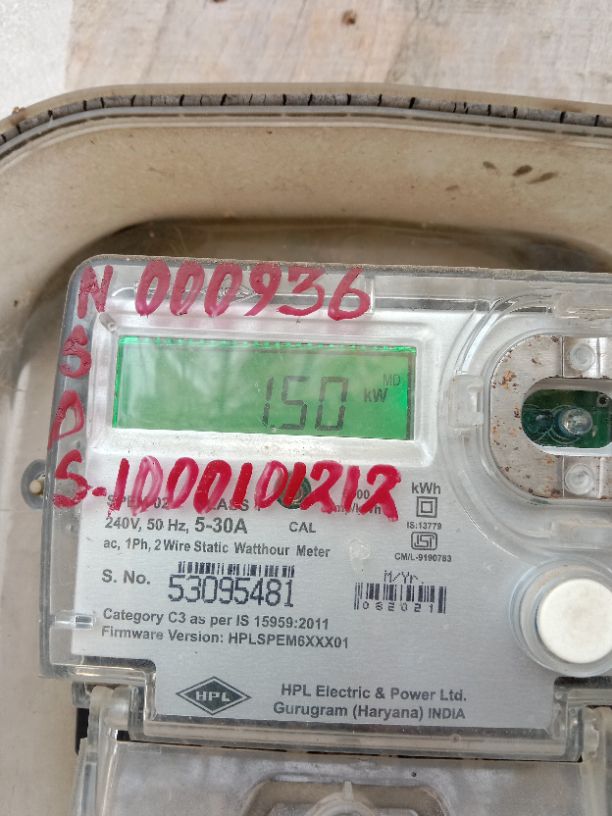 N 000936
B
D
S-1000101212
MD
1.50 kW
240V, 50 Hz, 5-30A
CAL
kWh
IS:13779
ac, 1Ph, 2 Wire Static Watthour Meter
CM/L-9190783
S. No. 53095481
M/Yr.
062021
Category C3 as per IS 15959:2011
Firmware Version: HPLSPEM6XXX01
HPL
HPL Electric & Power Ltd.
Gurugram (Haryana) INDIA